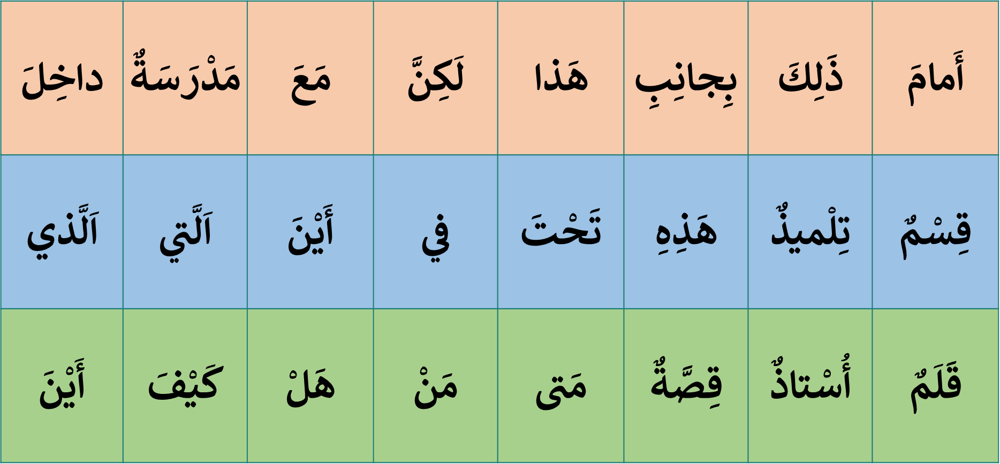 أَمامَ ذَلِكَ بِجانِبِ هَذا لَكِنَّ مَعَ مَدْرَسَةٌ داخِلَ
قِسْمٌ تِلْميذٌ هَذِهِ تَحْتَ في أَيْنَ اَلَّتي اَلَّذي
قَلَمٌ أُسْتاذٌ قِصَّةٌ مَتى مَنْ هَلْ كَيْفَ أَيْنَ